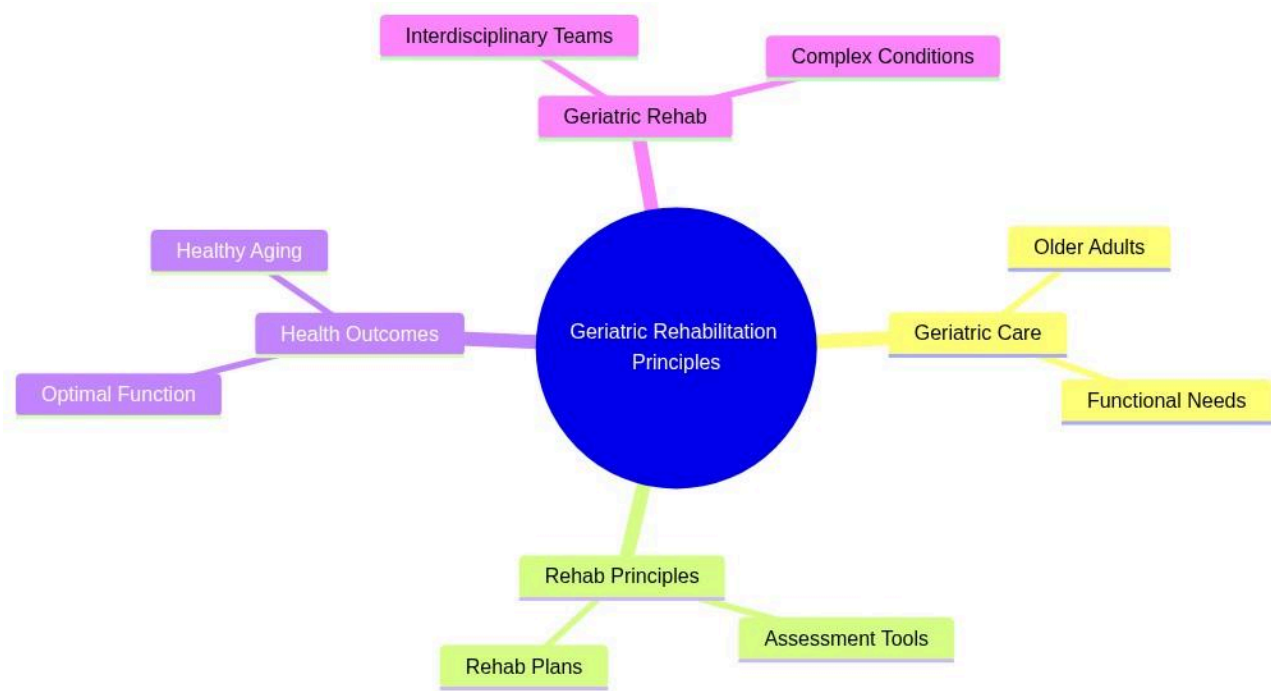 Interdisciplinary Teams
Complex Conditions
Geriatric Rehab
Healthy Aging
Older Adults
Health Outcomes
Geriatric Rehabilitation
Principles
Geriatric Care
Optimal Function
Functional Needs
Rehab Principles
Assessment Tools
Rehab Plans